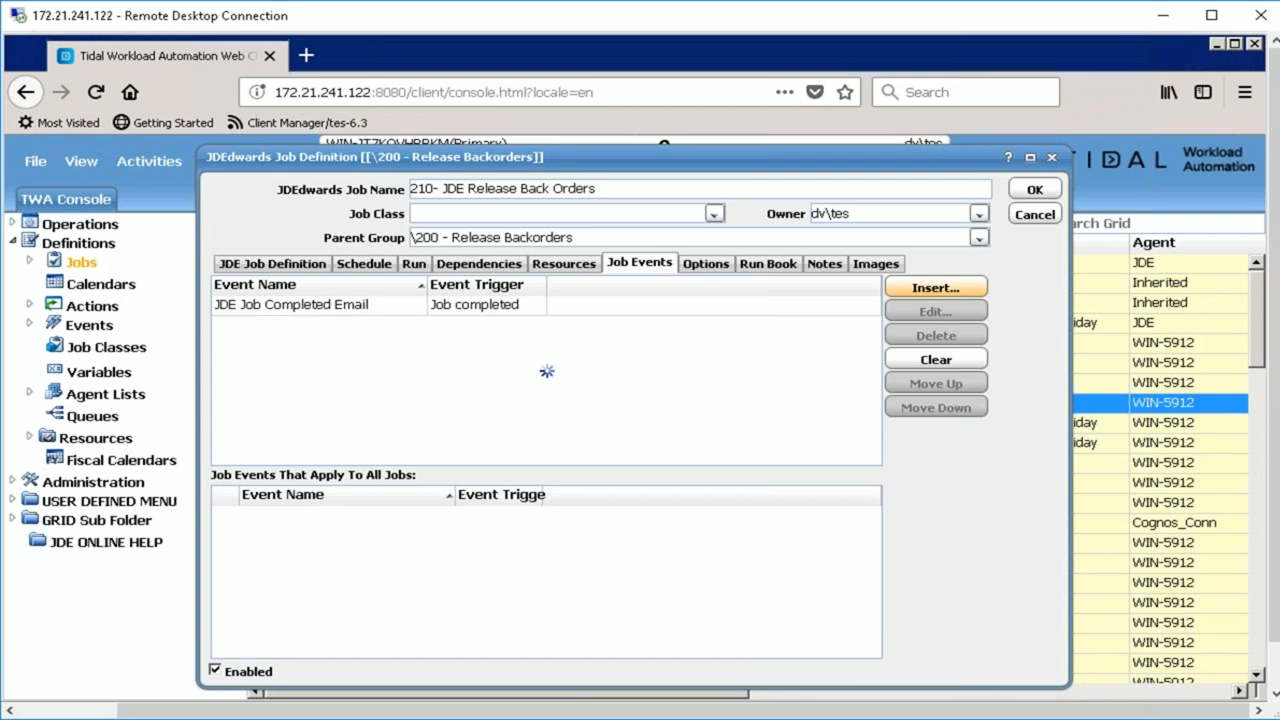 172.21.241.122 - Remote Desktop Connection
Tidal Workload Automation Web C
172.21.241.122:8080/client/console.html?locale=en
Search
Most Visited
Getting Started
Client Manager/tes-6.3
WIN-JT7KQVHRRKM(Primary)
dv\tes
File View Activities
TIDAL Workload Automation
TWA Console
JDEdwards Job Definition [[\200 - Release Backorders]]
JDEdwards Job Name 210- JDE Release Back Orders
OK
Job Class
Owner dv\tes
Cancel
Parent Group \200 - Release Backorders
JDE Job Definition Schedule Run Dependencies Resources Job Events Options Run Book Notes Images
Event Name Event Trigger
JDE Job Completed Email Job completed
Insert...
Edit...
Delete
Clear
Move Up
Move Down
Job Events That Apply To All Jobs:
Event Name Event Trigge
Enabled
Operations
Definitions
Jobs
Calendars
Actions
Events
Job Classes
Variables
Agent Lists
Queues
Resources
Fiscal Calendars
Administration
USER DEFINED MENU
GRID Sub Folder
JDE ONLINE HELP
rch Grid
Agent
JDE
Inherited
Inherited
iday JDE
WIN-5912
WIN-5912
WIN-5912
WIN-5912
iday WIN-5912
iday WIN-5912
WIN-5912
WIN-5912
WIN-5912
Cognos_Conn
WIN-5912
WIN-5912
WIN-5912
WIN-5912
WIN-5912
WIN-5912
WIN-5912
WIN-5912